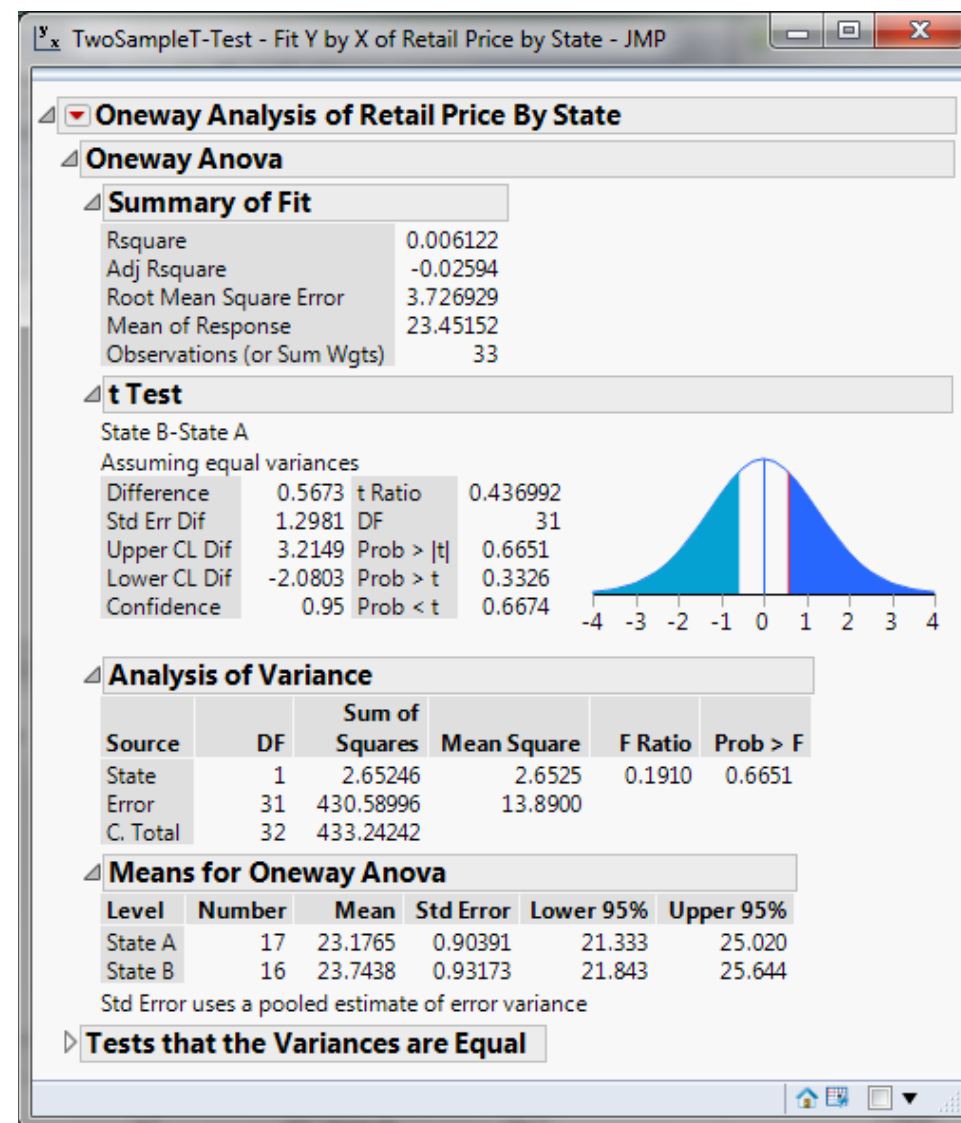 y x TwoSampleT-Test - Fit Y by X of Retail Price by State - JMP
Oneway Analysis of Retail Price By State
Oneway Anova
Summary of Fit
Rsquare 0.006122
Adj Rsquare -0.02594
Root Mean Square Error 3.726929
Mean of Response 23.45152
Observations (or Sum Wgts) 33
t Test
State B-State A
Assuming equal variances
Difference 0.5673 t Ratio 0.436992
Std Err Dif 1.2981 DF 31
Upper CL Dif 3.2149 Prob > |t| 0.6651
Lower CL Dif -2.0803 Prob > t 0.3326
Confidence 0.95 Prob < t 0.6674
-4 -3 -2 -1 0 1 2 3 4
Analysis of Variance
Sum of
Source DF Squares Mean Square F Ratio Prob > F
State 1 2.65246 2.6525 0.1910 0.6651
Error 31 430.58996 13.8900
C. Total 32 433.24242
Means for Oneway Anova
Level Number Mean Std Error Lower 95% Upper 95%
State A 17 23.1765 0.90391 21.333 25.020
State B 16 23.7438 0.93173 21.843 25.644
Std Error uses a pooled estimate of error variance
Tests that the Variances are Equal